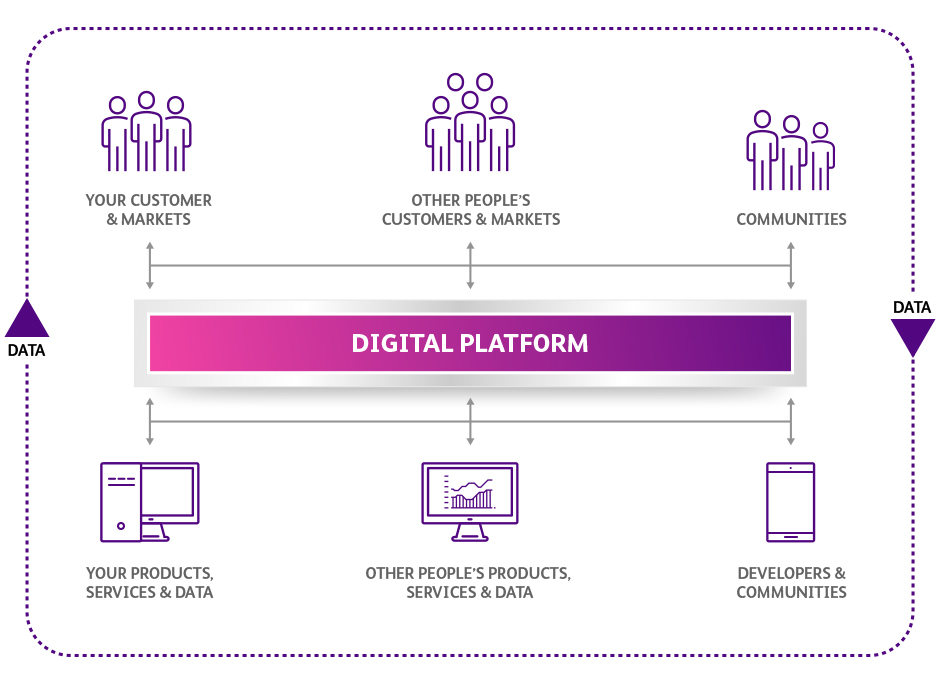 YOUR CUSTOMER
& MARKETS
OTHER PEOPLE’S
CUSTOMERS & MARKETS
COMMUNITIES
DATA
DIGITAL PLATFORM
DATA
YOUR PRODUCTS,
SERVICES & DATA
OTHER PEOPLE’S PRODUCTS,
SERVICES & DATA
DEVELOPERS &
COMMUNITIES